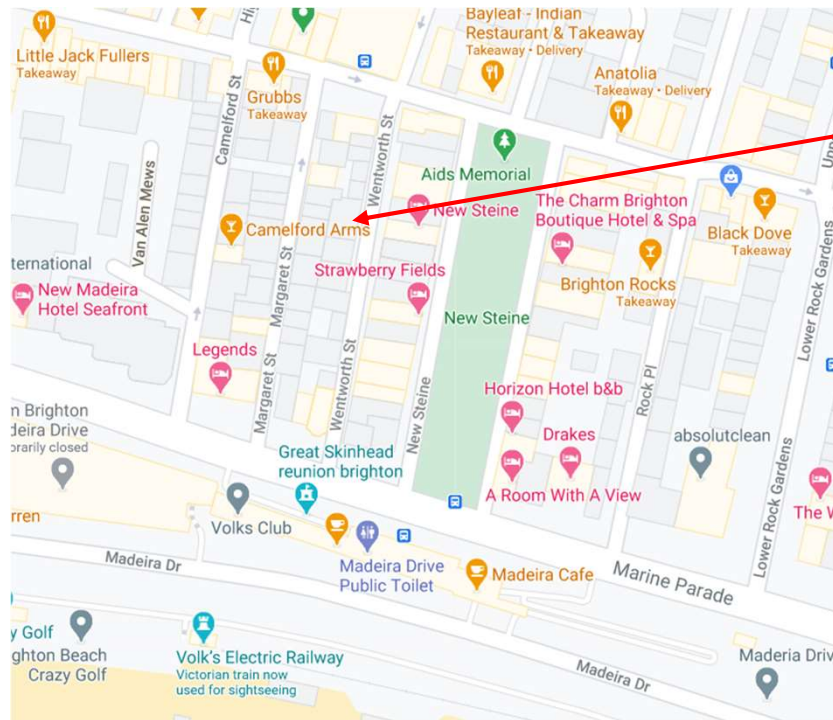 Bayleaf - Indian
Restaurant & Takeaway
Takeaway • Delivery
Little Jack Fullers
Takeaway
Camelford St
Grubbs
Takeaway
Anatolia
Takeaway • Delivery
Wentworth St
Van Alen Mews
Aids Memorial
New Steine
The Charm Brighton
Boutique Hotel & Spa
Black Dove
Takeaway
Camelford Arms
Margaret St
Strawberry Fields
Brighton Rocks
Takeaway
ternational
New Madeira
Hotel Seafront
New Steine
Lower Rock Gardens
Legends
Margaret St
Wentworth St
New Steine
Rock Pl
Horizon Hotel b&b
Drakes
absolutclean
A Room With A View
n Brighton
deira Drive
orarily closed
Great Skinhead
reunion brighton
Lower Rock Gardens
The W
rren
Volks Club
Madeira Dr
Madeira Drive
Public Toilet
Madeira Cafe
Marine Parade
y Golf
ghton Beach
Crazy Golf
Volk's Electric Railway
Victorian train now
used for sightseeing
Madeira Dr
Maderia Driv